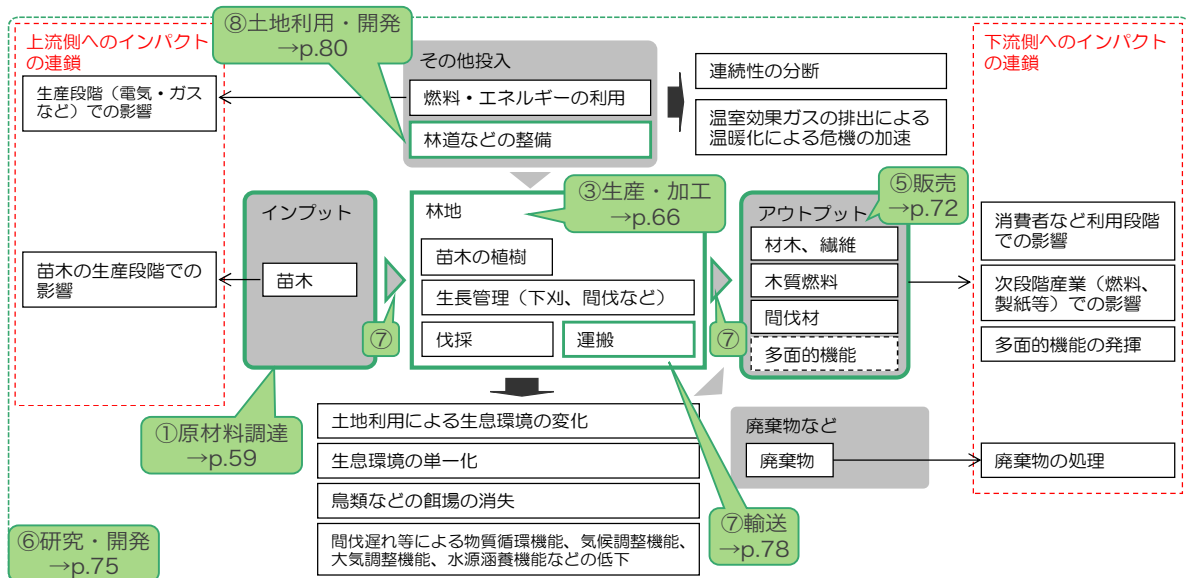 ⑧土地利用・開発
→p.80
上流側へのインパクト
の連鎖
生産段階（電気・ガス
など）での影響
苗木の生産段階での
影響
その他投入
燃料・エネルギーの利用
林道などの整備
連続性の分断
温室効果ガスの排出による
温暖化による危機の加速
下流側へのインパクト
の連鎖
インプット
苗木
⑦
林地
③生産・加工
→p.66
苗木の植樹
生長管理（下刈、間伐など）
伐採
運搬
⑦
⑤販売
→p.72
アウトプット
材木、繊維
木質燃料
間伐材
多面的機能
消費者など利用段階
での影響
次段階産業（燃料、
製紙等）での影響
多面的機能の発揮
①原材料調達
→p.59
土地利用による生息環境の変化
生息環境の単一化
鳥類などの餌場の消失
間伐遅れ等による物質循環機能、気候調整機能、
大気調整機能、水源涵養機能などの低下
廃棄物など
廃棄物
廃棄物の処理
⑦輸送
→p.78
⑥研究・開発
→p.75